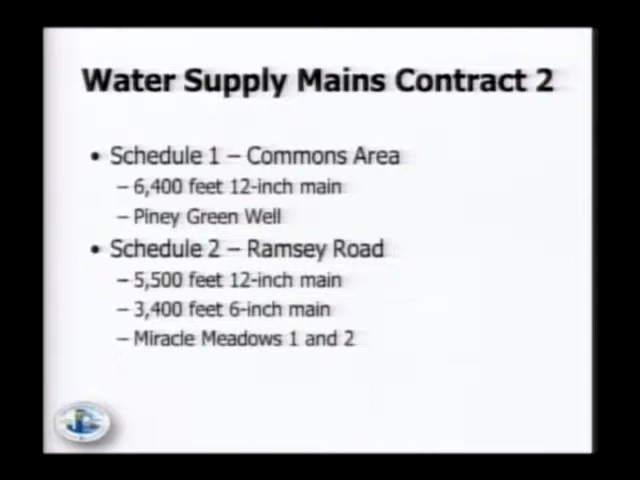 Water Supply Mains Contract 2
• Schedule 1 – Commons Area
– 6,400 feet 12-inch main
– Piney Green Well
• Schedule 2 – Ramsey Road
– 5,500 feet 12-inch main
– 3,400 feet 6-inch main
– Miracle Meadows 1 and 2